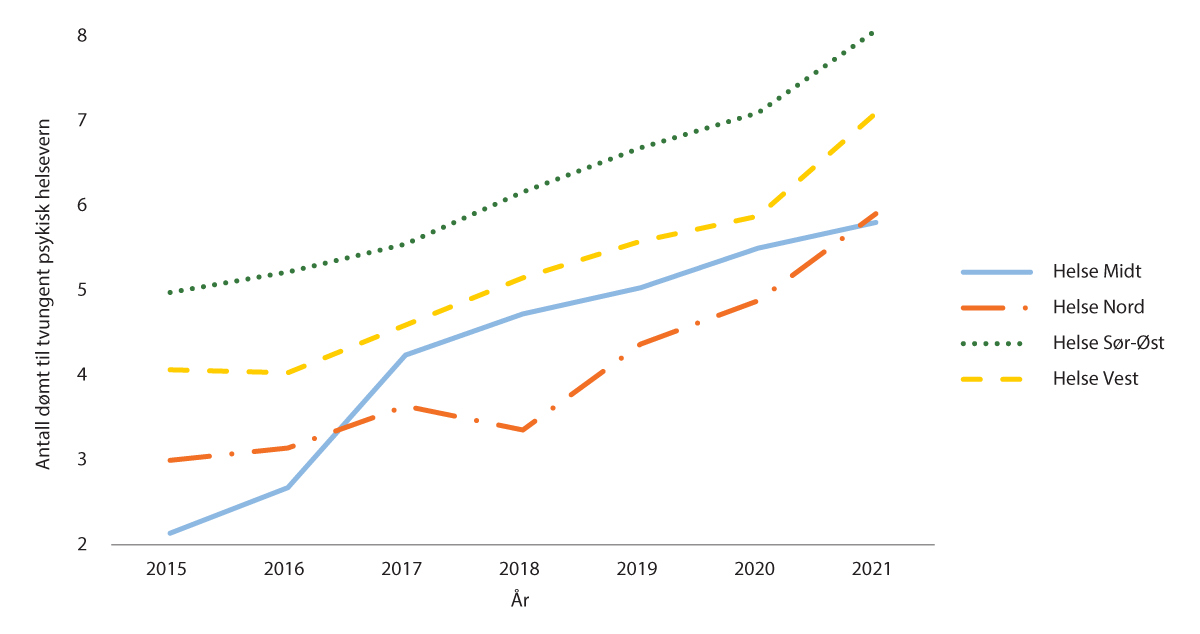 Antall dømt til tvungent psykisk helsevern
8
7
6
5
4
3
2
2015 2016 2017 2018 2019 2020 2021
År
Helse Midt
Helse Nord
Helse Sør-Øst
Helse Vest